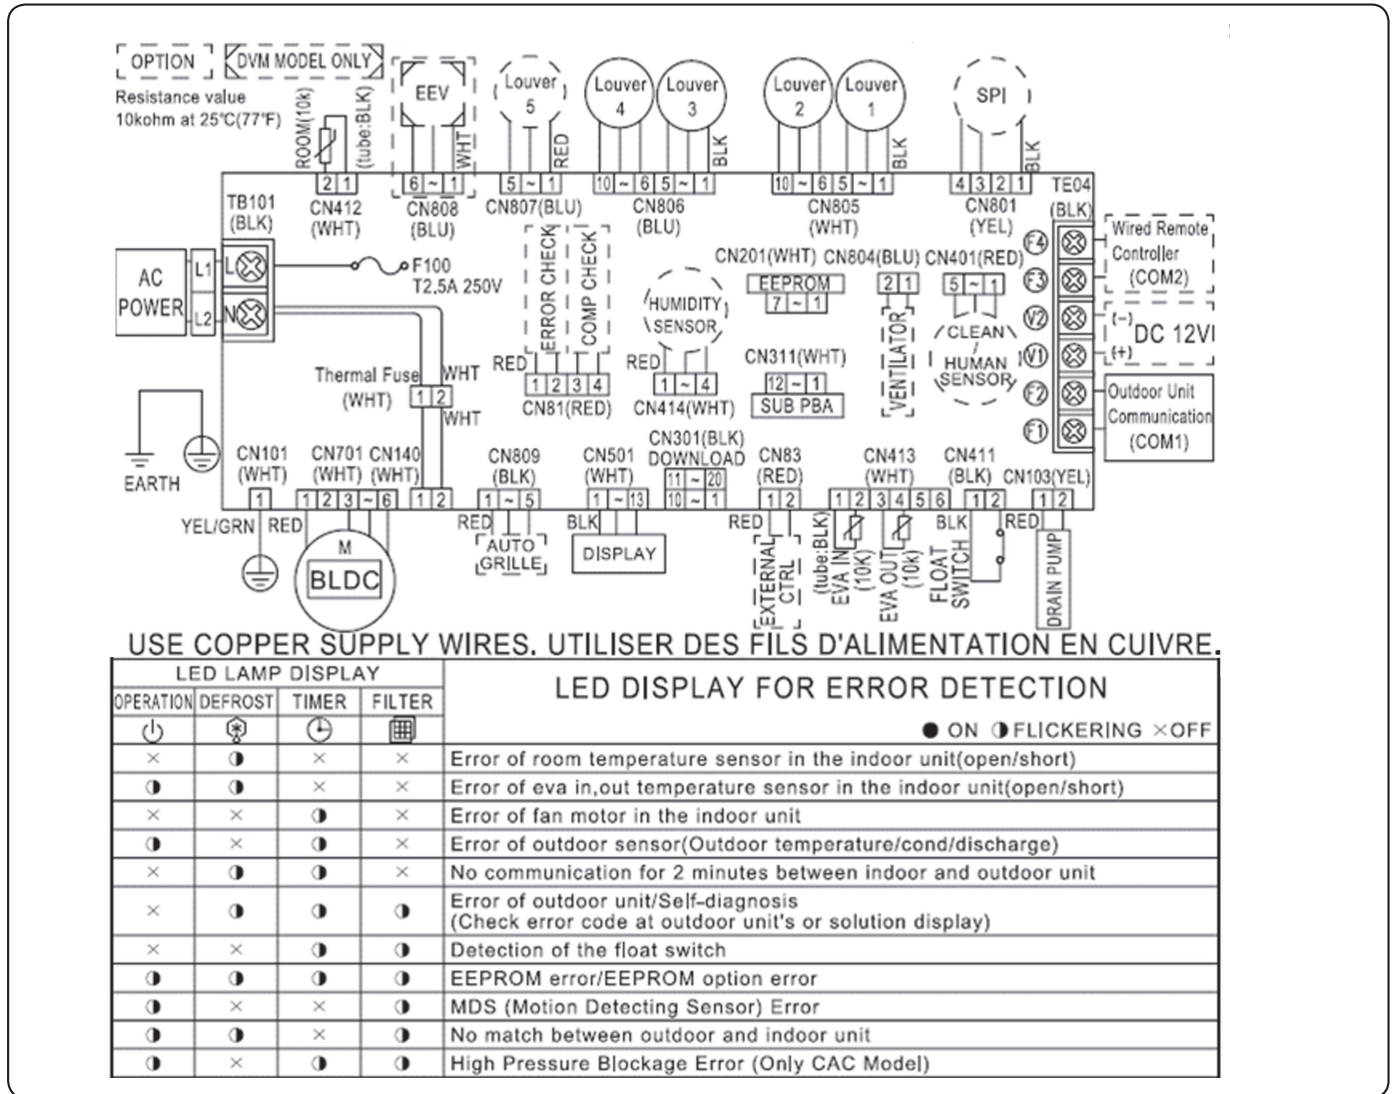 OPTION
DVM MODEL ONLY
Resistance value
10kohm at 25℃(77℉)
ROOM(10k)
(tube:BLK)
EEV
WHT
Louver
5
RED
Louver
4
Louver
3
BLK
Louver
2
Louver
1
BLK
SPI
BLK
2 1
6 ~ 1
5 ~ 1
10 ~ 6 5 ~ 1
10 ~ 6 5 ~ 1
4 3 2 1
CN412
(WHT)
CN808
(BLU)
CN807(BLU)
CN806
(BLU)
CN805
(WHT)
CN801
(YEL)
TB101
(BLK)
TE04
(BLK)
AC
POWER
L1
L2
L
N
F100
T2,5A 250V
ERROR CHECK
COMP CHECK
RED
1 2 3 4
CN81(RED)
HUMIDITY
SENSOR
RED
1 ~ 4
CN414(WHT)
CN201(WHT)
EEPROM
7 ~ 1
CN804(BLU)
2 1
VENTILATOR
CN401(RED)
5 ~ 1
CLEAN
/
HUMAN
SENSOR
CN311(WHT)
12 ~ 1
SUB PBA
F4
F3
V2
V1
F2
F1
Wired Remote
Controller
(COM2)
(-)
DC 12V
(+)
Outdoor Unit
Communication
(COM1)
Thermal Fuse
(WHT)
WHT
1 2
WHT
EARTH
CN101
(WHT)
CN701
(WHT)
CN140
(WHT)
CN809
(BLK)
CN501
(WHT)
CN301(BLK)
DOWNLOAD
11 ~ 20
10 ~ 1
CN83
(RED)
CN413
(WHT)
CN411
(BLK)
CN103(YEL)
1
1 2 3 ~ 6
1 2
1 ~ 5
1 ~ 13
1 2
1 2 3 4 5 6
1 2
1 2
YEL/GRN
RED
M
BLDC
RED
AUTO
GRILLE
BLK
DISPLAY
RED
EXTERNAL
CTRL
(tube:BLK)
EVA IN
(10K)
EVA OUT
(10k)
BLK
FLOAT
SWITCH
RED
DRAIN PUMP
USE COPPER SUPPLY WIRES. UTILISER DES FILS D'ALIMENTATION EN CUIVRE.
LED LAMP DISPLAY
LED DISPLAY FOR ERROR DETECTION
OPERATION DEFROST TIMER FILTER
● ON ◑ FLICKERING ×OFF
× ◑ × × Error of room temperature sensor in the indoor unit(open/short)
◑ ◑ × × Error of eva in,out temperature sensor in the indoor unit(open/short)
× × ◑ × Error of fan motor in the indoor unit
◑ × ◑ × Error of outdoor sensor(Outdoor temperature/cond/discharge)
× ◑ ◑ × No communication for 2 minutes between indoor and outdoor unit
× ◑ ◑ ◑ Error of outdoor unit/Self-diagnosis
(Check error code at outdoor unit's or solution display)
× × ◑ ◑ Detection of the float switch
◑ ◑ ◑ ◑ EEPROM error/EEPROM option error
◑ × × ◑ MDS (Motion Detecting Sensor) Error
◑ ◑ × ◑ No match between outdoor and indoor unit
◑ × ◑ ◑ High Pressure Blockage Error (Only CAC Model)